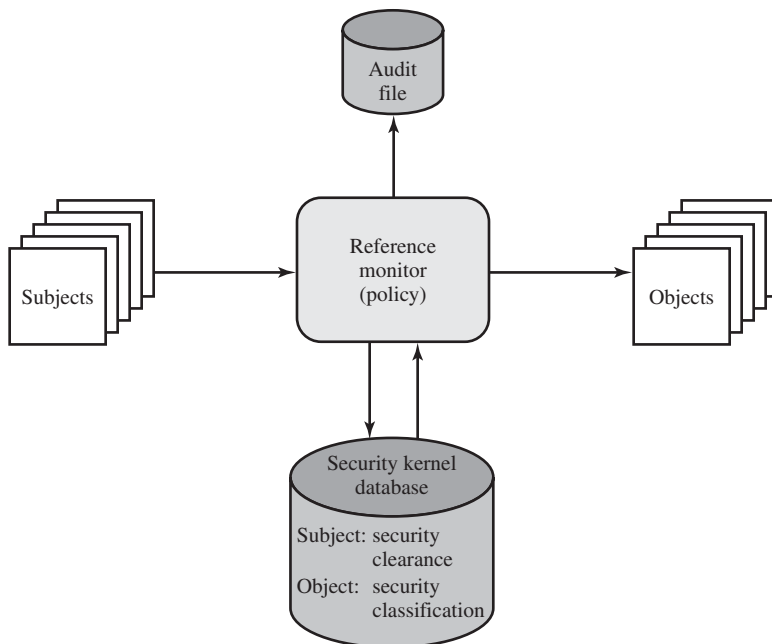 Audit
file
Reference
monitor
(policy)
Subjects
Objects
Security kernel
database
Subject: security
clearance
Object: security
classification